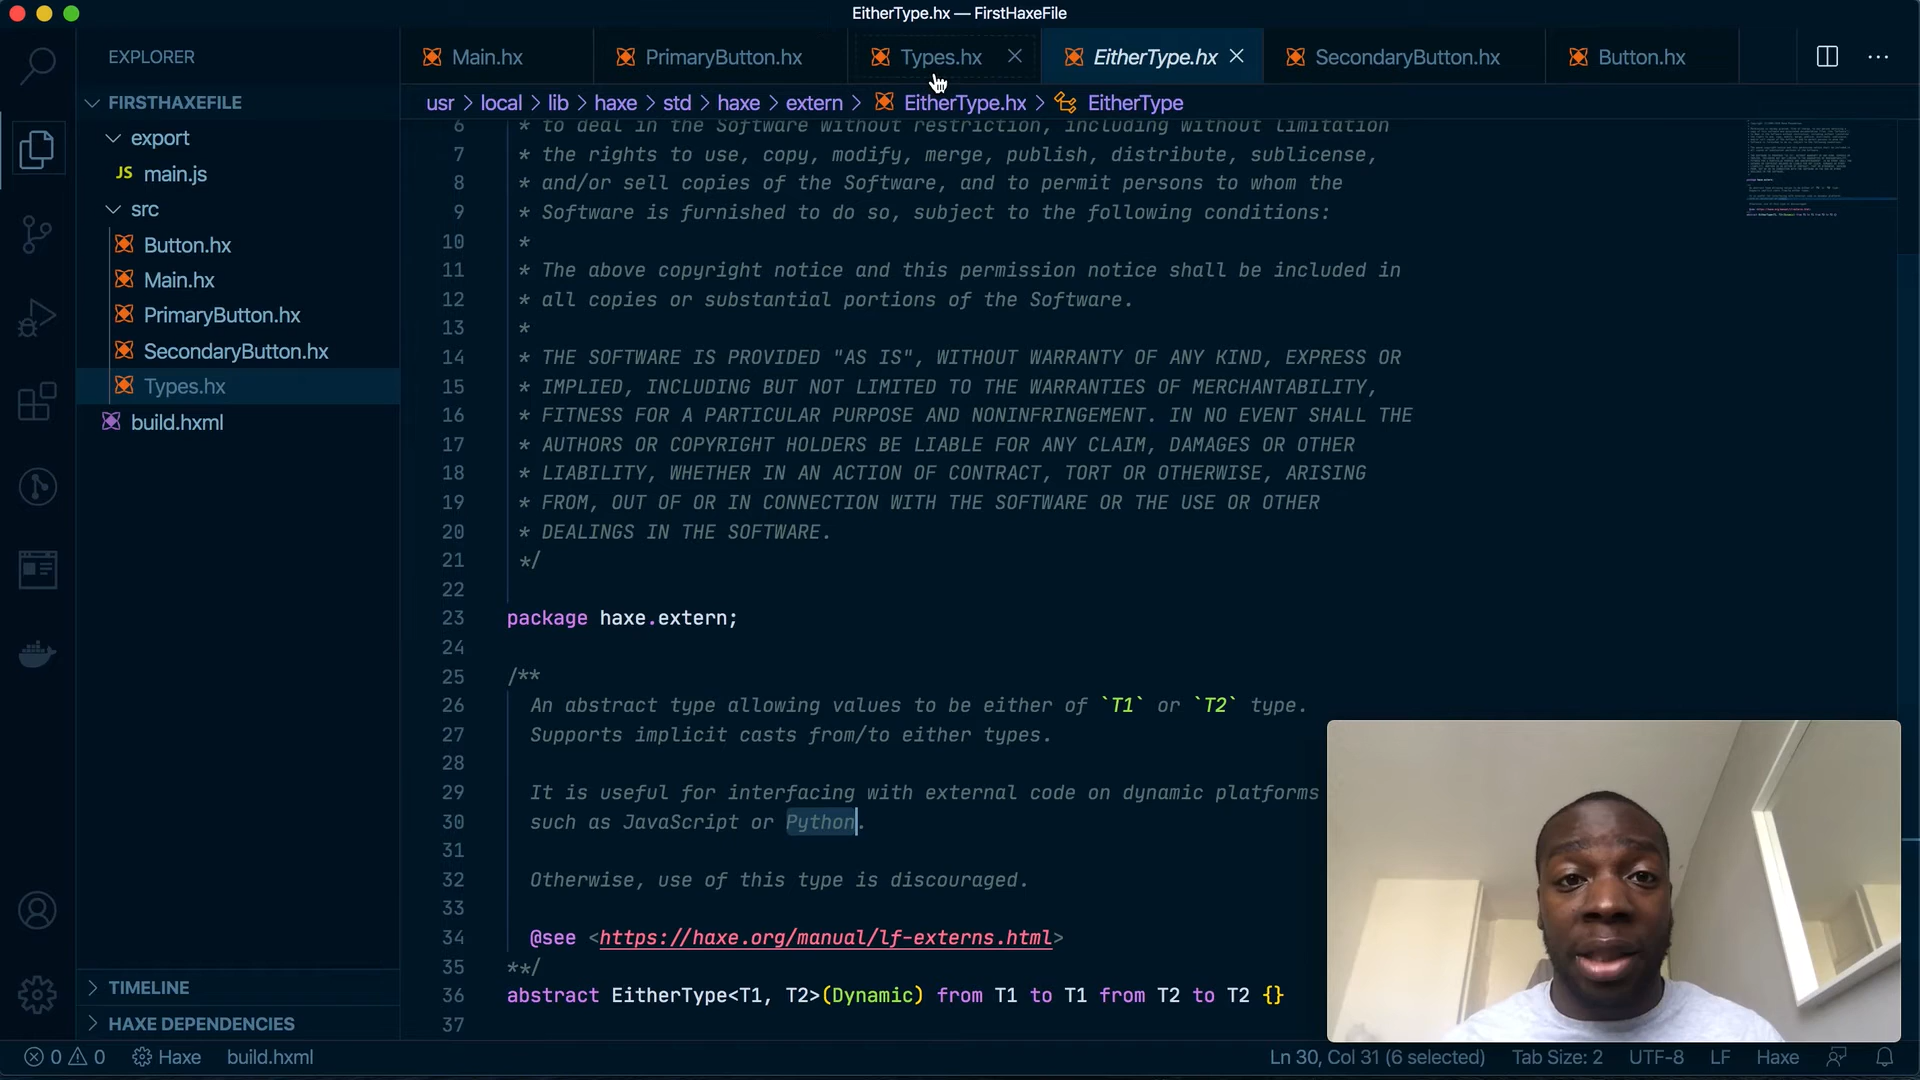 EitherType.hx — FirstHaxeFile
EXPLORER
Main.hx
PrimaryButton.hx
Types.hx
EitherType.hx
SecondaryButton.hx
Button.hx
FIRSTHAXEFILE
usr > local > lib > haxe > std > haxe > extern > EitherType.hx > EitherType
export
JS main.js
src
Button.hx
Main.hx
PrimaryButton.hx
SecondaryButton.hx
Types.hx
build.hxml
6 * to deal in the Software without restriction, including without limitation
7 * the rights to use, copy, modify, merge, publish, distribute, sublicense,
8 * and/or sell copies of the Software, and to permit persons to whom the
9 * Software is furnished to do so, subject to the following conditions:
10 *
11 * The above copyright notice and this permission notice shall be included in
12 * all copies or substantial portions of the Software.
13 *
14 * THE SOFTWARE IS PROVIDED "AS IS", WITHOUT WARRANTY OF ANY KIND, EXPRESS OR
15 * IMPLIED, INCLUDING BUT NOT LIMITED TO THE WARRANTIES OF MERCHANTABILITY,
16 * FITNESS FOR A PARTICULAR PURPOSE AND NONINFRINGEMENT. IN NO EVENT SHALL THE
17 * AUTHORS OR COPYRIGHT HOLDERS BE LIABLE FOR ANY CLAIM, DAMAGES OR OTHER
18 * LIABILITY, WHETHER IN AN ACTION OF CONTRACT, TORT OR OTHERWISE, ARISING
19 * FROM, OUT OF OR IN CONNECTION WITH THE SOFTWARE OR THE USE OR OTHER
20 * DEALINGS IN THE SOFTWARE.
21 */
22
23 package haxe.extern;
24
25 /**
26 An abstract type allowing values to be either of `T1` or `T2` type.
27 Supports implicit casts from/to either types.
28
29 It is useful for interfacing with external code on dynamic platforms
30 such as JavaScript or Python.
31
32 Otherwise, use of this type is discouraged.
33
34 @see <https://haxe.org/manual/lf-externs.html>
35 **/
36 abstract EitherType<T1, T2>(Dynamic) from T1 to T1 from T2 to T2 {}
37
TIMELINE
HAXE DEPENDENCIES
0 0 Haxe build.hxml
Ln 30, Col 31 (6 selected) Tab Size: 2 UTF-8 LF Haxe